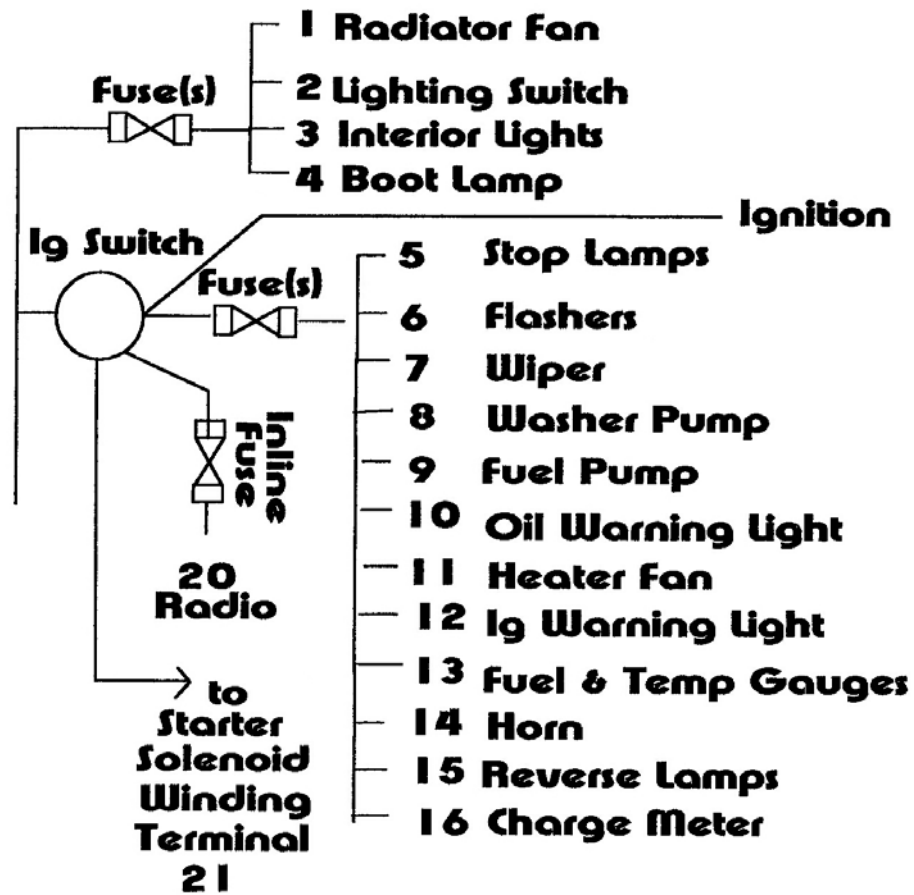 1 Radiator Fan
Fuse(s)
2 Lighting Switch
3 Interior Lights
4 Boot Lamp
Ignition
Ig Switch
Fuse(s)
5 Stop Lamps
6 Flashers
7 Wiper
8 Washer Pump
9 Fuel Pump
10 Oil Warning Light
11 Heater Fan
12 Ig Warning Light
13 Fuel & Temp Gauges
14 Horn
15 Reverse Lamps
16 Charge Meter
Inline
Fuse
20
Radio
to
Starter
Solenoid
Winding
Terminal
21